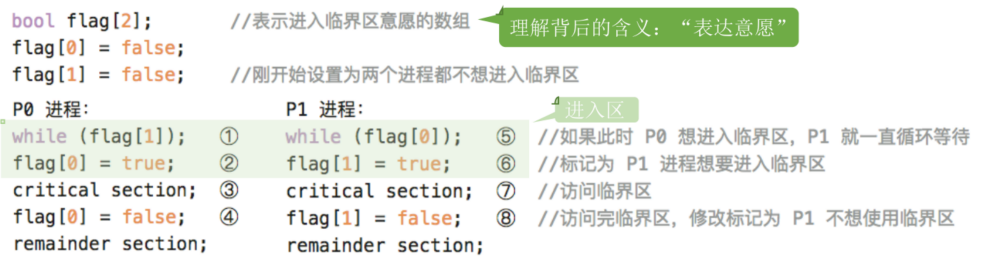 bool flag[2]; //表示进入临界区意愿的数组
理解背后的含义：“表达意愿”
flag[0] = false;
flag[1] = false; //刚开始设置为两个进程都不想进入临界区
P0 进程: P1 进程: 进入区
while (flag[1]); ① while (flag[0]); ⑤ //如果此时 P0 想进入临界区，P1 就一直循环等待
flag[0] = true; ② flag[1] = true; ⑥ //标记为 P1 进程想要进入临界区
critical section; ③ critical section; ⑦ //访问临界区
flag[0] = false; ④ flag[1] = false; ⑧ //访问完临界区，修改标记为 P1 不想使用临界区
remainder section; remainder section;